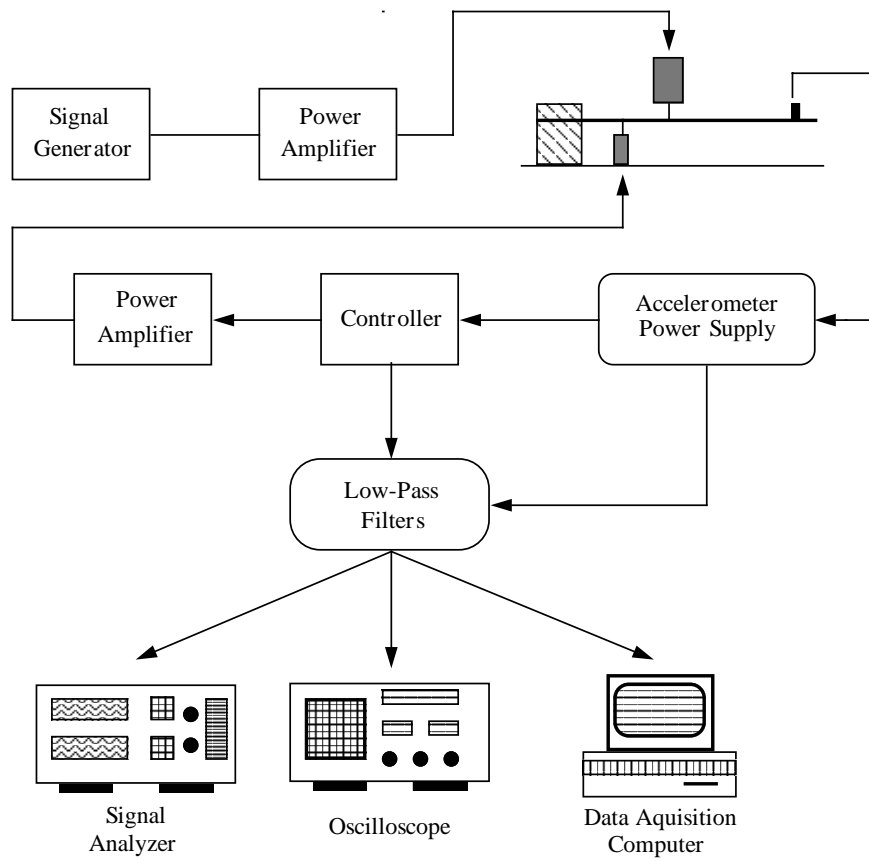 Signal
Generator
Power
Amplifier
Power
Amplifier
Controller
Accelerometer
Power Supply
Low-Pass
Filters
Signal
Analyzer
Oscilloscope
Data Aquisition
Computer